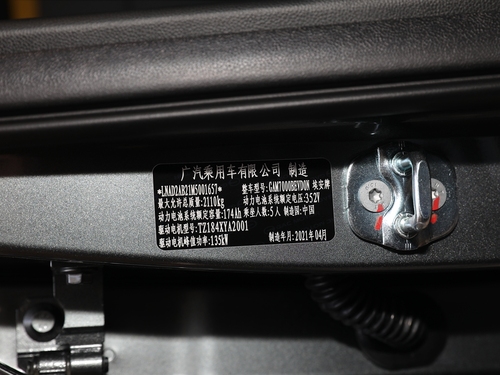 广汽乘用车有限公司 制造
*LNAD2AB21M5001657* 整车型号:GAM7000BEVD0N 埃安牌
最大允许总质量:2110kg 动力电池系统额定电压:352V
动力电池系统额定容量:174Ah 乘坐人数:5人 制造国:中国
驱动电机型号:TZ184XYA2001
驱动电机峰值功率:135kW 制造年月:2021年04月